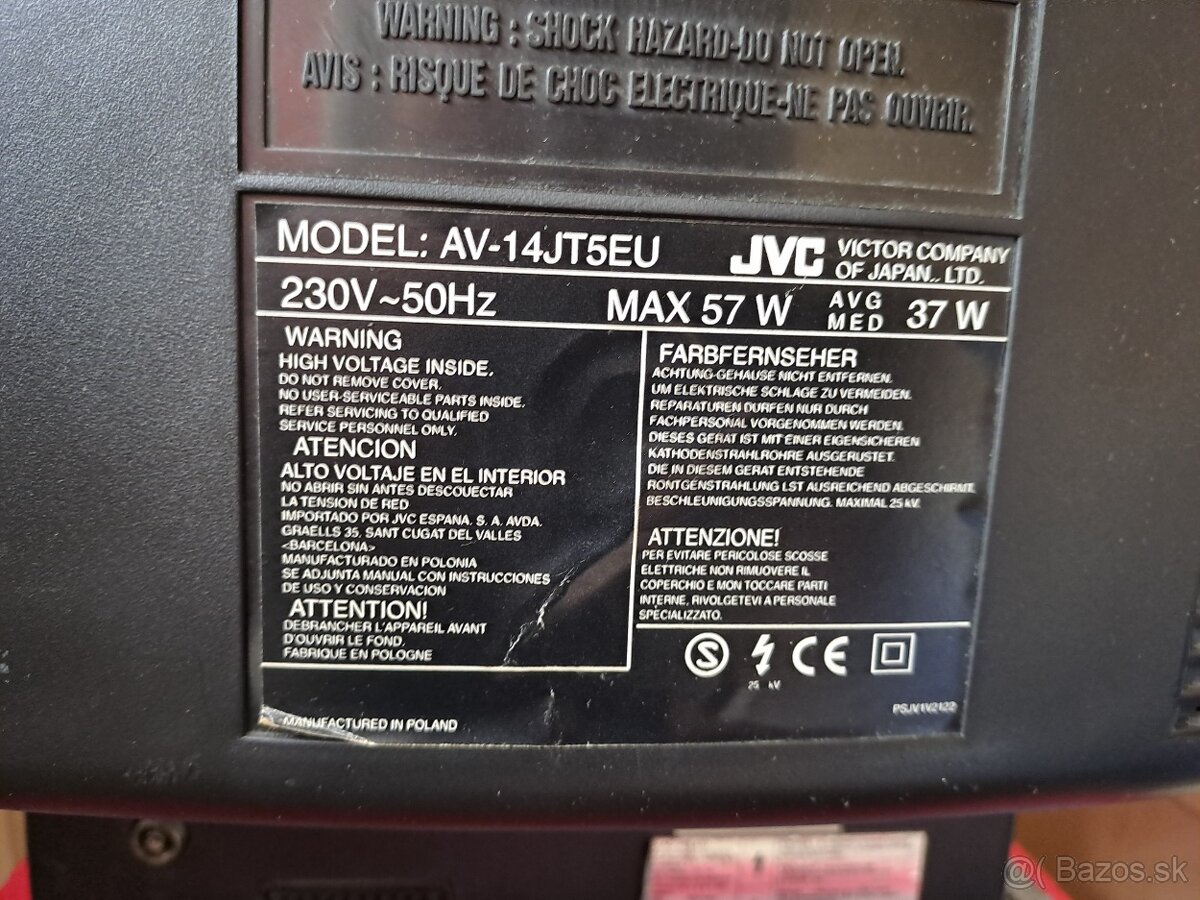 WARNING : SHOCK HAZARD-DO NOT OPEN.
AVIS : RISQUE DE CHOC ELECTRIQUE-NE PAS OUVRIR.
MODEL: AV-14JT5EU
JVC VICTOR COMPANY
OF JAPAN.. LTD.
230V~50Hz MAX 57 W AVG MED 37 W
WARNING
HIGH VOLTAGE INSIDE.
DO NOT REMOVE COVER.
NO USER-SERVICEABLE PARTS INSIDE.
REFER SERVICING TO QUALIFIED
SERVICE PERSONNEL ONLY.
ATENCION
ALTO VOLTAJE EN EL INTERIOR
NO ABRIR SIN ANTES DESCOUECTAR
LA TENSION DE RED
IMPORTADO POR JVC ESPANA. S. A. AVDA.
GRAELLS 35. SANT CUGAT DEL VALLES
<BARCELONA>
MANUFACTURADO EN POLONIA
SE ADJUNTA MANUAL CON INSTRUCCIONES
DE USO Y CONSERVACION
ATTENTION!
DEBRANCHER L'APPAREIL AVANT
D'OUVRIR LE FOND.
FABRIQUE EN POLOGNE
MANUFACTURED IN POLAND
FARBFERNSEHER
ACHTUNG-GEHAUSE NICHT ENTFERNEN.
UM ELEKTRISCHE SCHLAGE ZU VERMEIDEN.
REPARATUREN DURFEN NUR DURCH
FACHPERSONAL VORGENOMMEN WERDEN.
DIESES GERAT IST MIT EINER EIGENSICHEREN
KATHODENSTRAHLROHRE AUSGERUSTET.
DIE IN DIESEM GERAT ENTSTEHENDE
RONTGENSTRAHLUNG LST AUSREICHEND ABGESCHIRMT.
BESCHLEUNIGUNGSSPANNUNG. MAXIMAL 25 kV.
ATTENZIONE!
PER EVITARE PERICOLOSE SCOSSE
ELETTRICHE NON RIMUOVERE IL
COPERCHIO E MON TOCCARE PARTI
INTERNE, RIVOLGETEVI A PERSONALE
SPECIALIZZATO.
S CE
25 kV
PSJV1V2122
@( Bazos.sk